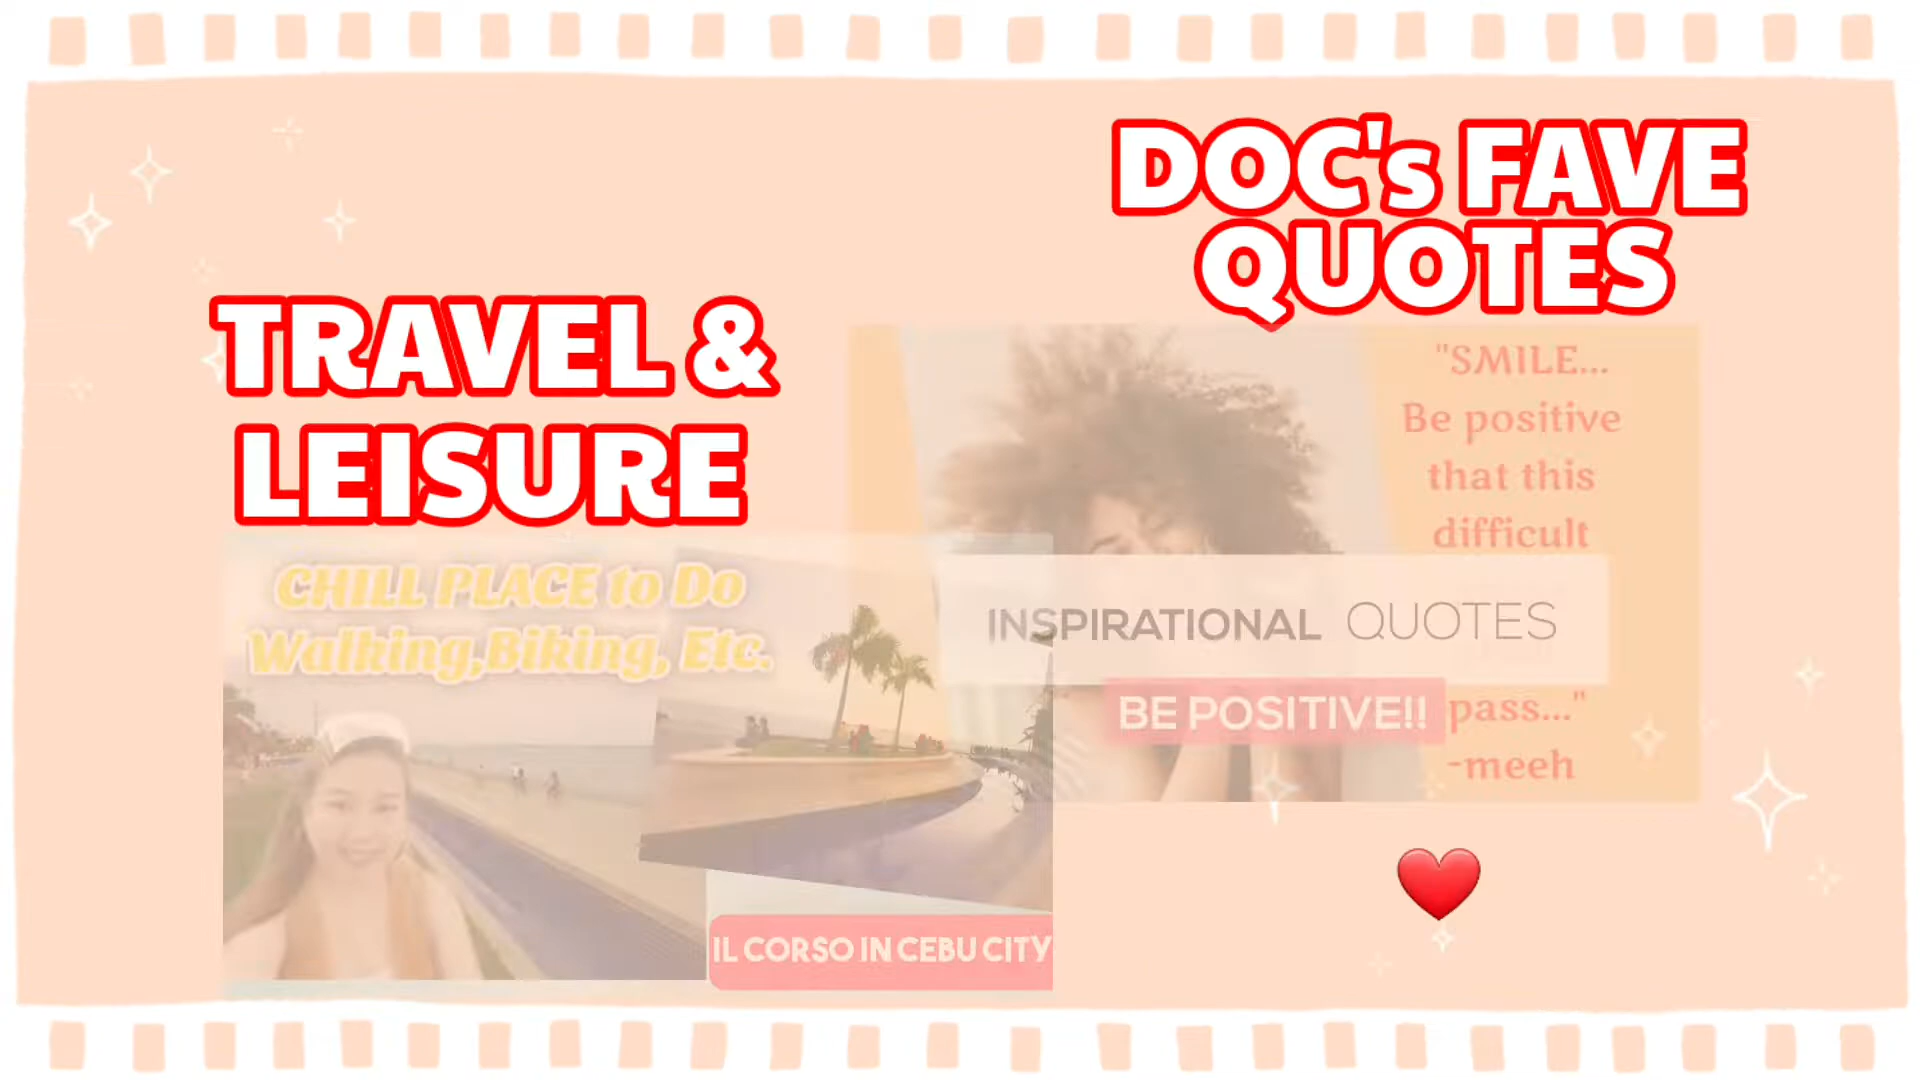 TRAVEL &
LEISURE
CHILL PLACE to Do
Walking,Biking, Etc.
IL CORSO IN CEBU CITY
DOC's FAVE
QUOTES
"SMILE...
Be positive
that this
difficult
INSPIRATIONAL QUOTES
BE POSITIVE!!
pass..."
-meeh